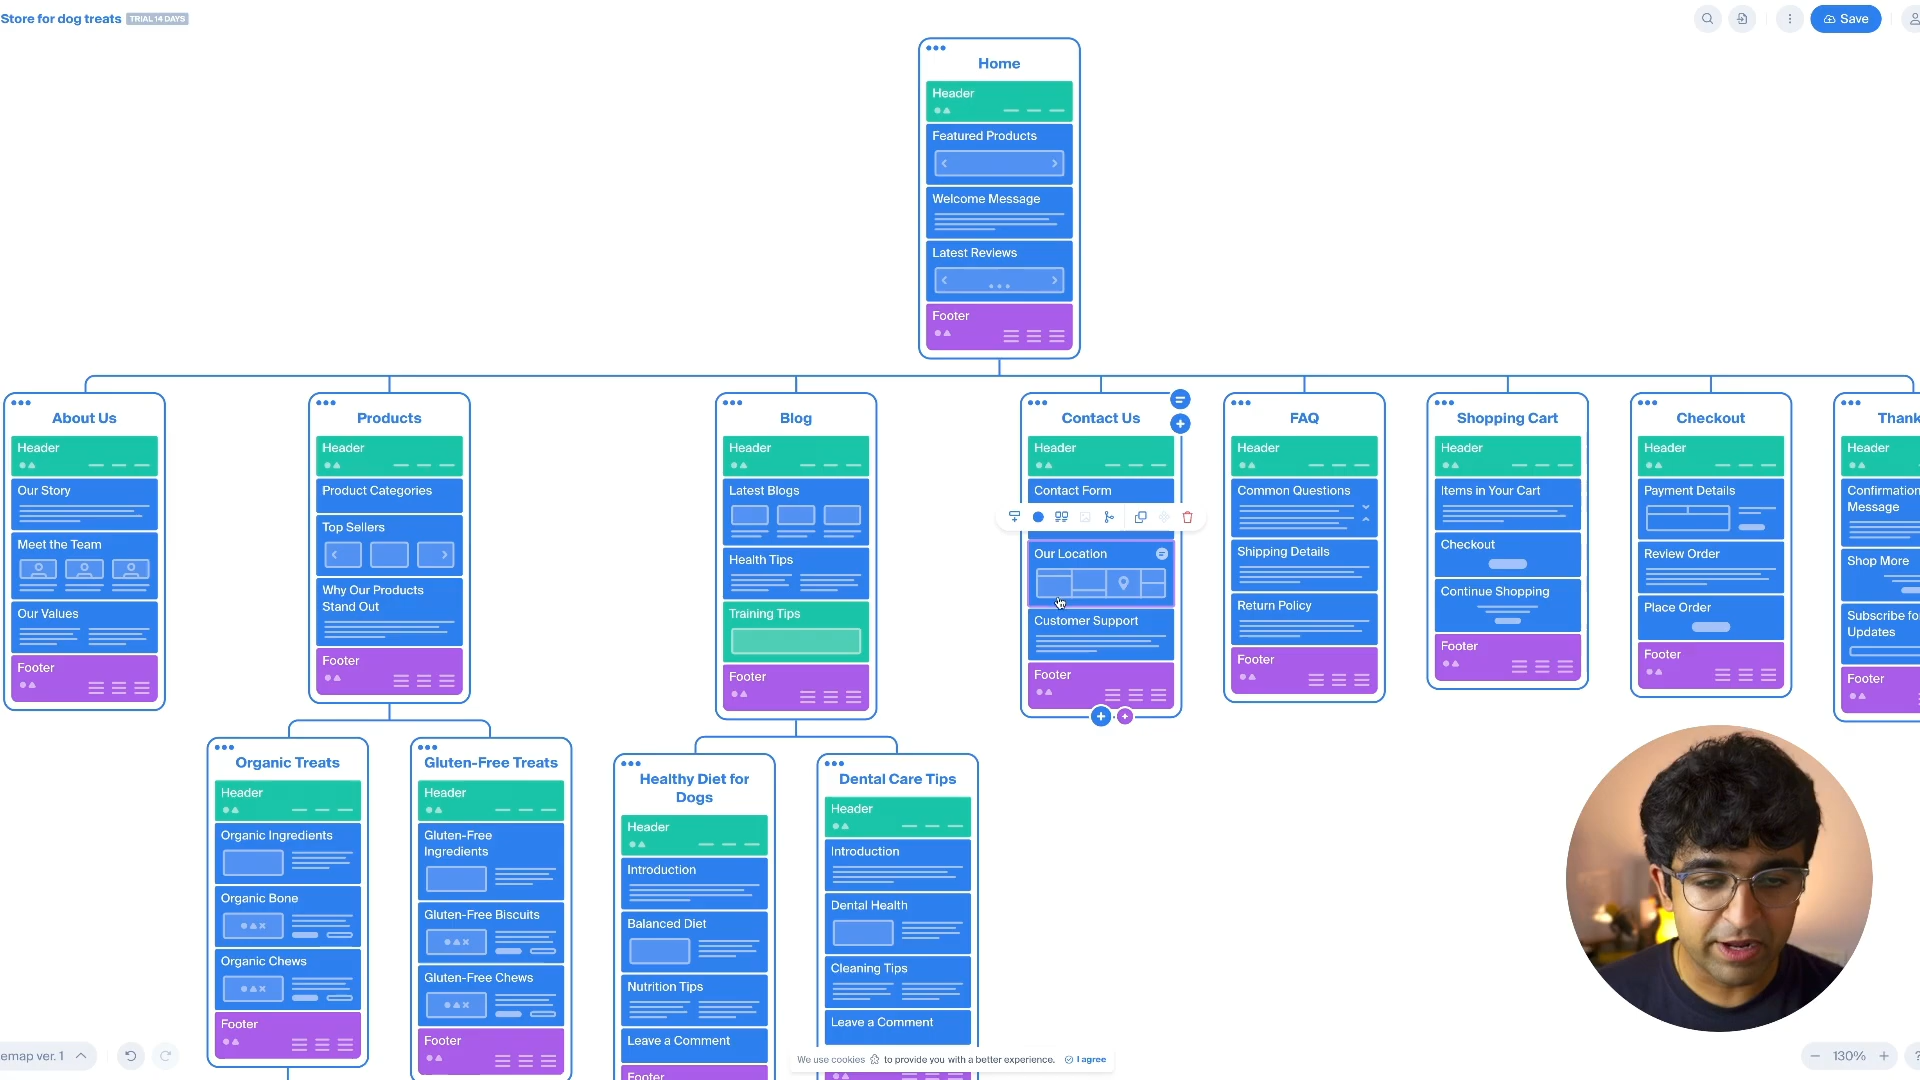 Store for dog treats TRIAL 14 DAYS
Save
Home
Header
Featured Products
Welcome Message
Latest Reviews
Footer
About Us
Header
Our Story
Meet the Team
Our Values
Footer
Products
Header
Product Categories
Top Sellers
Why Our Products
Stand Out
Footer
Blog
Header
Latest Blogs
Health Tips
Training Tips
Footer
Contact Us
Header
Contact Form
Our Location
Customer Support
Footer
FAQ
Header
Common Questions
Shipping Details
Return Policy
Footer
Shopping Cart
Header
Items in Your Cart
Checkout
Continue Shopping
Footer
Checkout
Header
Payment Details
Review Order
Place Order
Footer
Thank
Header
Confirmation
Message
Shop More
Subscribe for
Updates
Footer
Organic Treats
Header
Organic Ingredients
Organic Bone
Organic Chews
Footer
Gluten-Free Treats
Header
Gluten-Free
Ingredients
Gluten-Free Biscuits
Gluten-Free Chews
Footer
Healthy Diet for
Dogs
Header
Introduction
Balanced Diet
Nutrition Tips
Leave a Comment
Footer
Dental Care Tips
Header
Introduction
Dental Health
Cleaning Tips
Leave a Comment
emap ver. 1
We use cookies to provide you with a better experience. I agree
130%
?